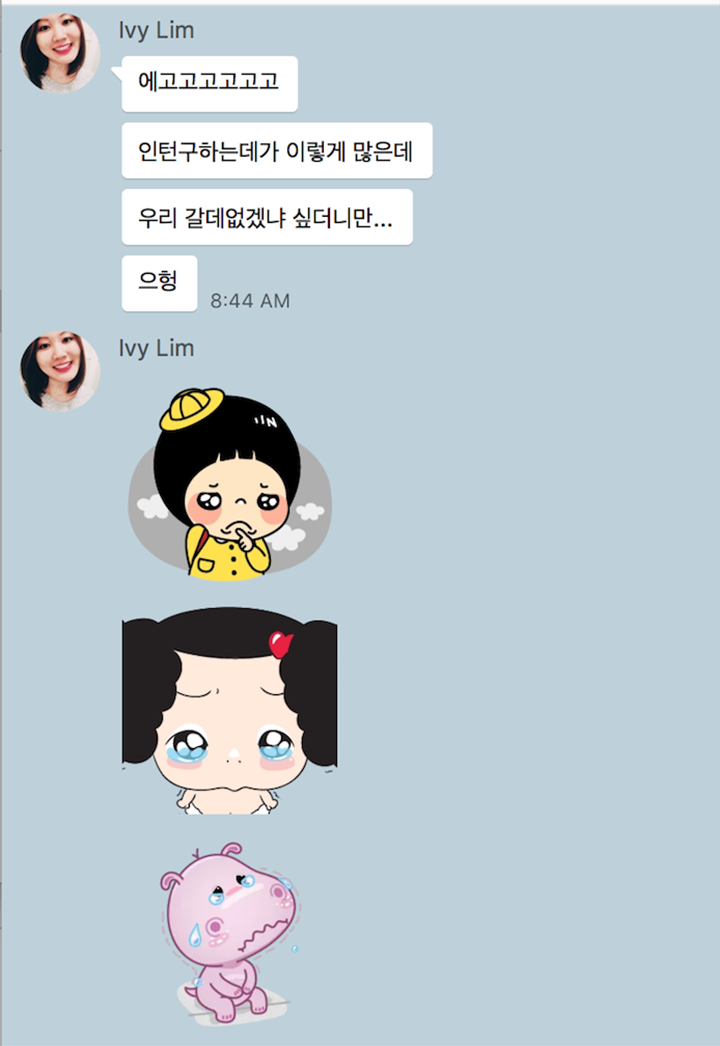 Ivy Lim
에고고고고고고
인턴구하는데가 이렇게 많은데
우리 갈데없겠냐 싶더니만...
으헝
8:44 AM
Ivy Lim